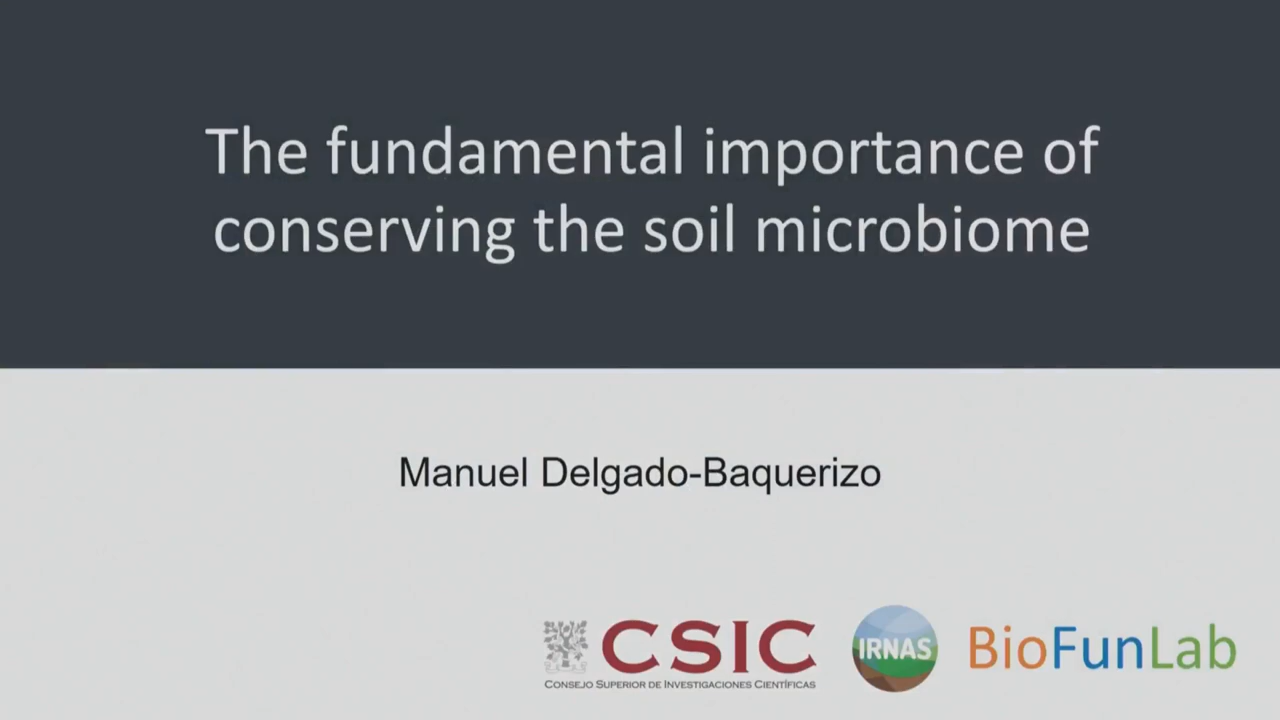 The fundamental importance of
conserving the soil microbiome
Manuel Delgado-Baquerizo
CSIC
CONSEJO SUPERIOR DE INVESTIGACIONES CIENTÍFICAS
IRNAS
BioFunLab